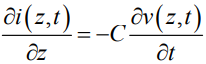 ∂i(z,t)/∂z = −C ∂v(z,t)/∂t